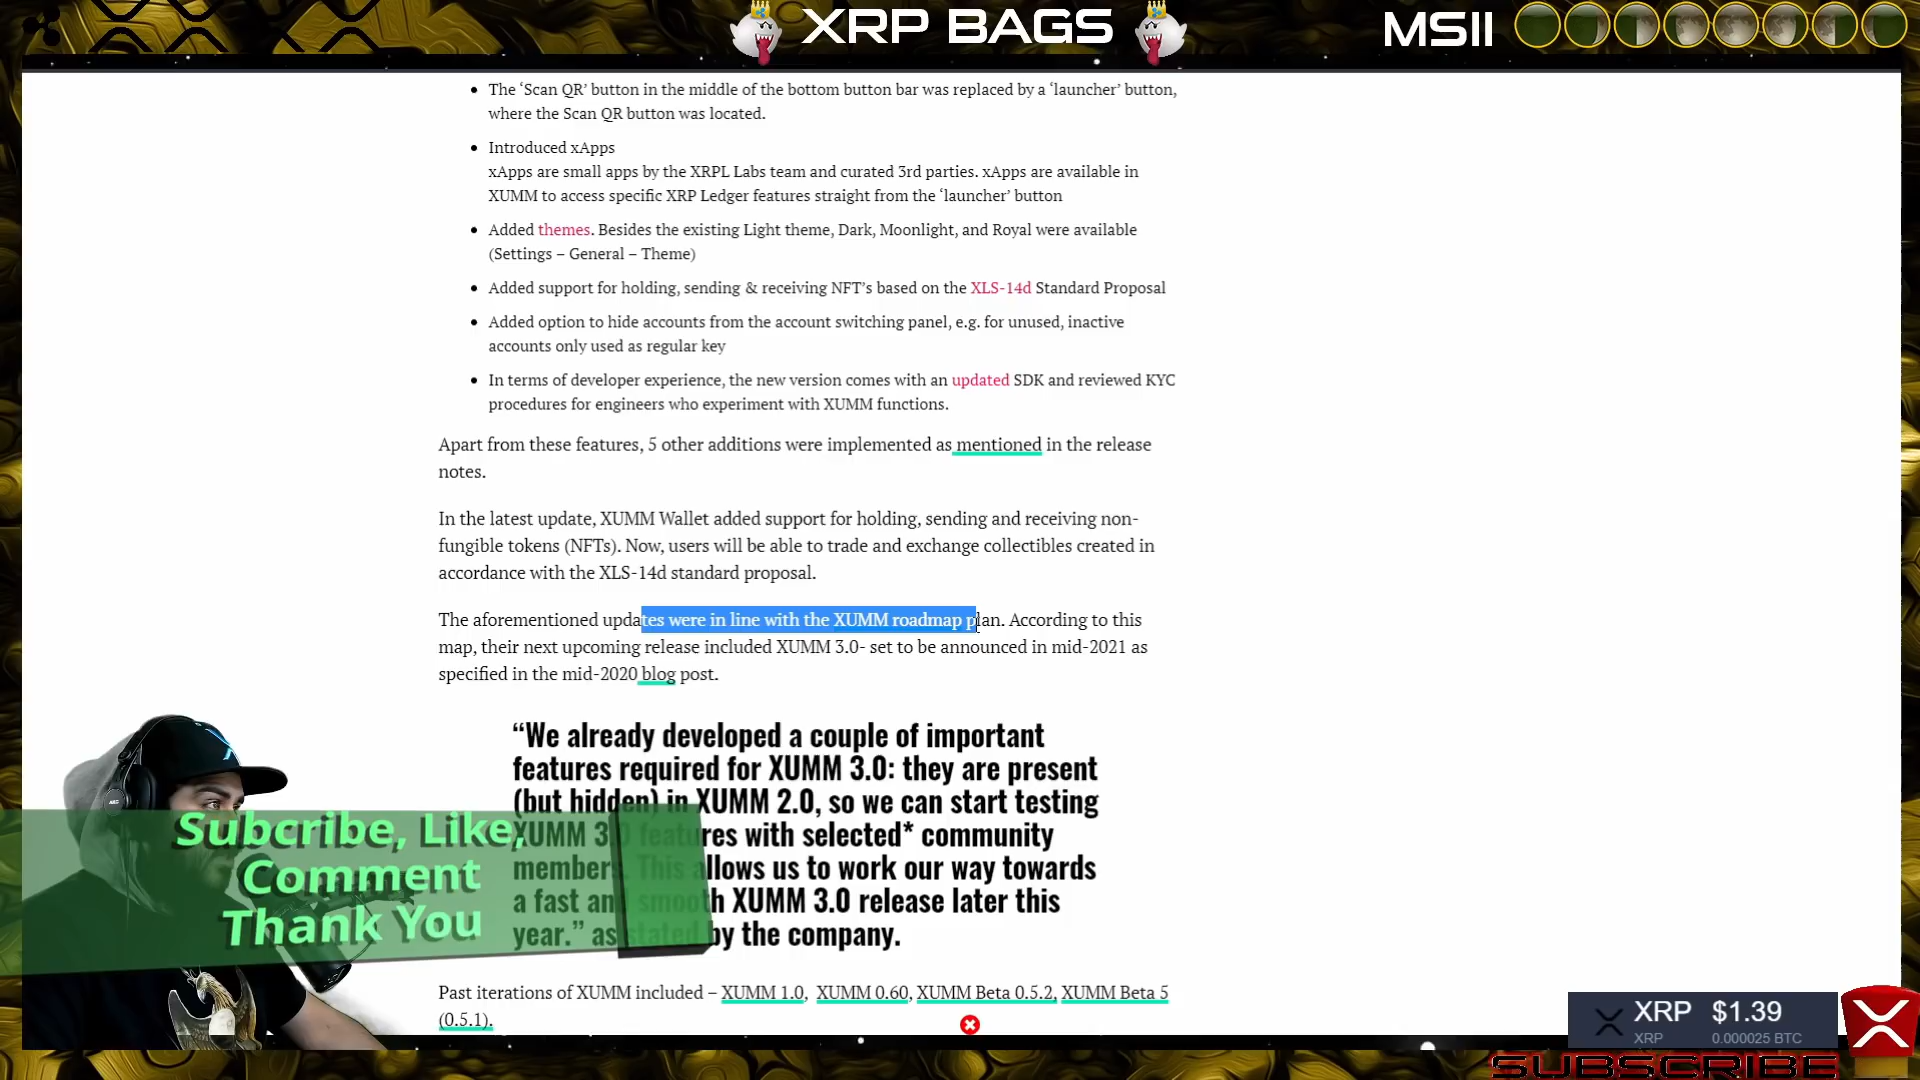 XRP BAGS
MSII
The ‘Scan QR’ button in the middle of the bottom button bar was replaced by a ‘launcher’ button,
where the Scan QR button was located.
Introduced xApps
xApps are small apps by the XRPL Labs team and curated 3rd parties. xApps are available in
XUMM to access specific XRP Ledger features straight from the ‘launcher’ button
Added themes. Besides the existing Light theme, Dark, Moonlight, and Royal were available
(Settings – General – Theme)
Added support for holding, sending & receiving NFT’s based on the XLS-14d Standard Proposal
Added option to hide accounts from the account switching panel, e.g. for unused, inactive
accounts only used as regular key
In terms of developer experience, the new version comes with an updated SDK and reviewed KYC
procedures for engineers who experiment with XUMM functions.
Apart from these features, 5 other additions were implemented as mentioned in the release
notes.
In the latest update, XUMM Wallet added support for holding, sending and receiving non-
fungible tokens (NFTs). Now, users will be able to trade and exchange collectibles created in
accordance with the XLS-14d standard proposal.
The aforementioned updates were in line with the XUMM roadmap plan. According to this
map, their next upcoming release included XUMM 3.0- set to be announced in mid-2021 as
specified in the mid-2020 blog post.
“We already developed a couple of important
features required for XUMM 3.0: they are present
(but hidden) in XUMM 2.0, so we can start testing
XUMM 3.0 features with selected* community
members. This allows us to work our way towards
a fast and smooth XUMM 3.0 release later this
year.” as stated by the company.
Subcribe, Like,
Comment
Thank You
Past iterations of XUMM included – XUMM 1.0, XUMM 0.60, XUMM Beta 0.5.2, XUMM Beta 5
(0.5.1).
XRP $1.39
XRP 0.000025 BTC
SUBSCRIBE